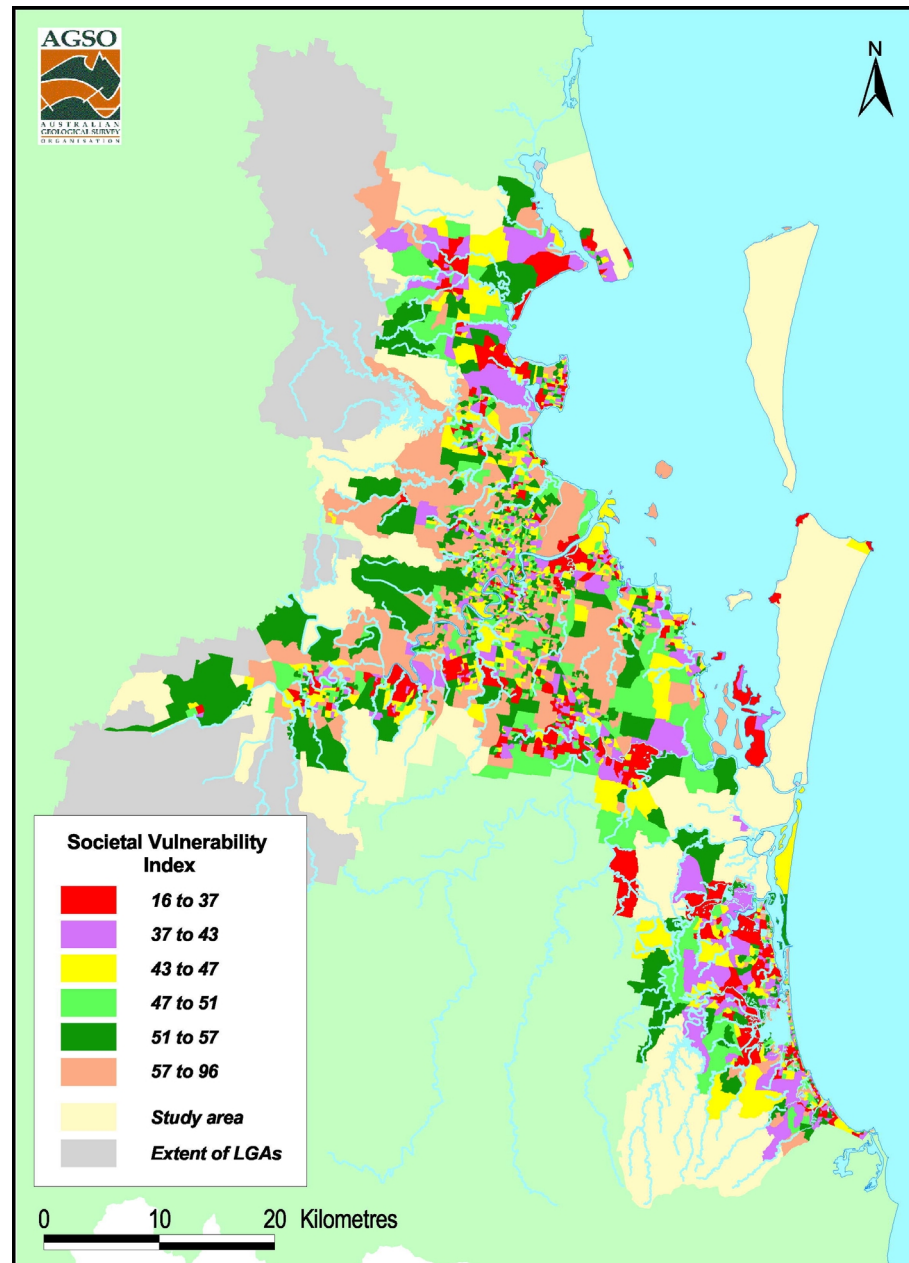 AGSO
AUSTRALIAN
GEOLOGICAL SURVEY
ORGANISATION
N
Societal Vulnerability
Index
16 to 37
37 to 43
43 to 47
47 to 51
51 to 57
57 to 96
Study area
Extent of LGAs
0 10 20 Kilometres